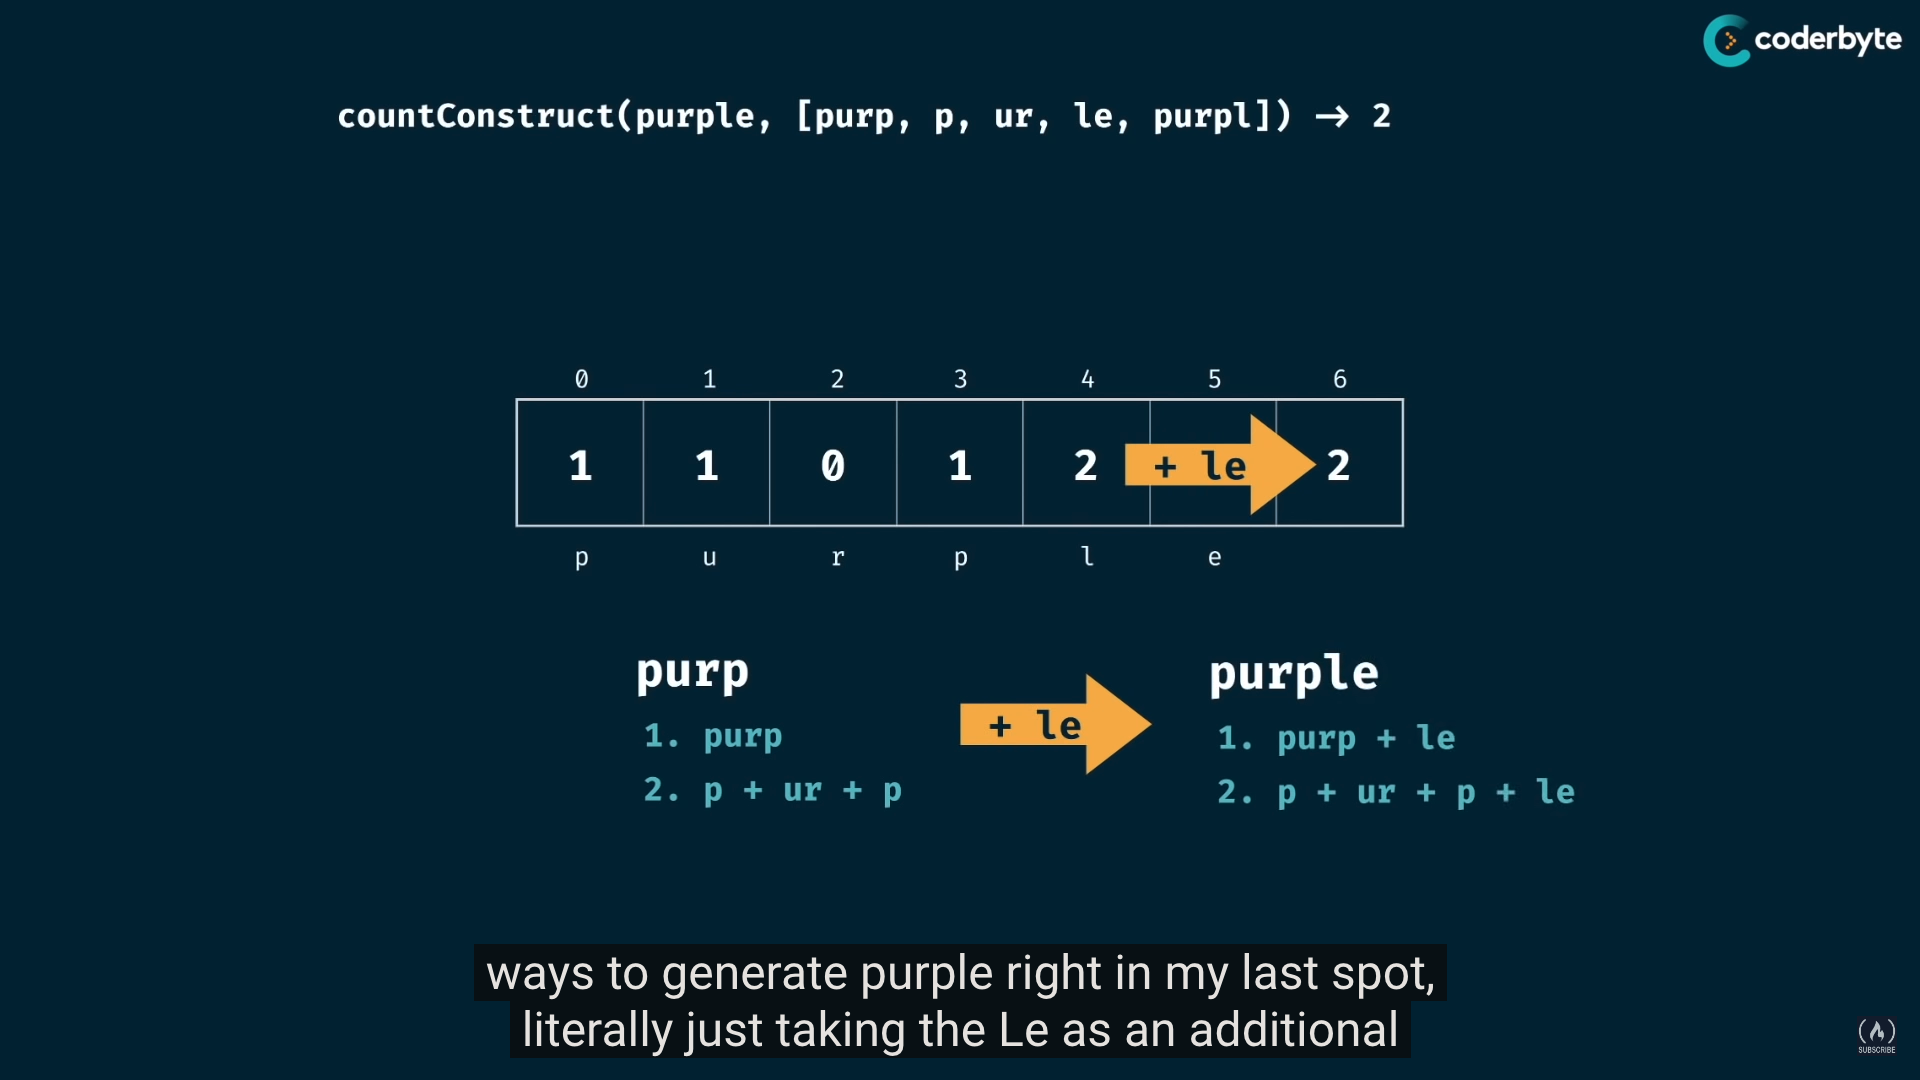 coderbyte
countConstruct(purple, [purp, p, ur, le, purpl]) → 2
0 1 2 3 4 5 6
1 1 0 1 2 + le 2
p u r p l e
purp
1. purp
2. p + ur + p
+ le
purple
1. purp + le
2. p + ur + p + le
ways to generate purple right in my last spot,
literally just taking the Le as an additional
SUBSCRIBE